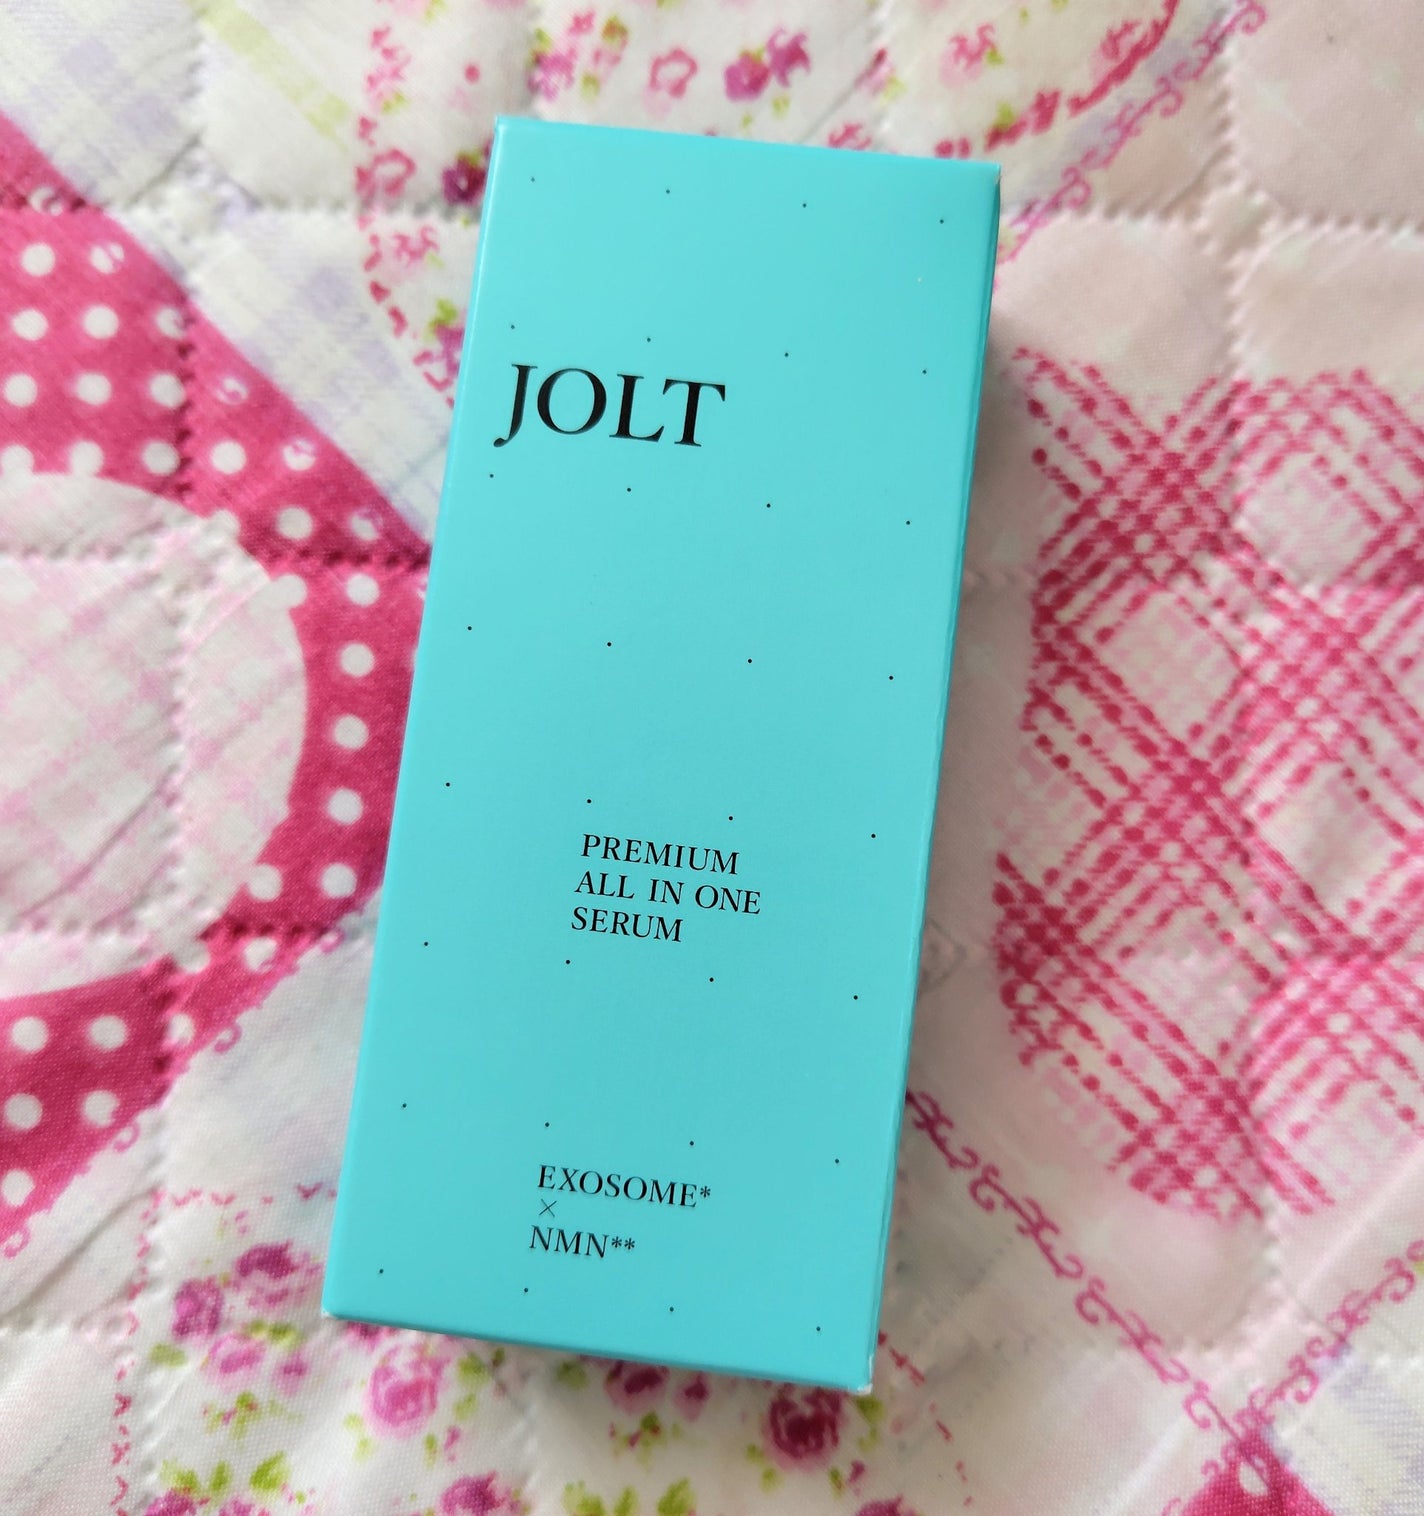 JOLT
PREMIUM
ALL IN ONE
SERUM
EXOSOME*
×
NMN**